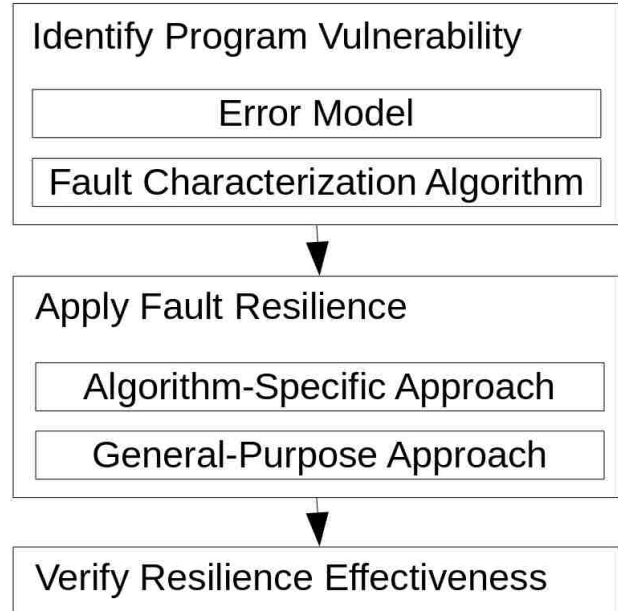 Identify Program Vulnerability
Error Model
Fault Characterization Algorithm
Apply Fault Resilience
Algorithm-Specific Approach
General-Purpose Approach
Verify Resilience Effectiveness